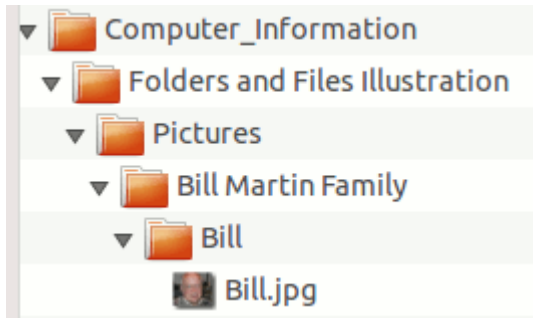 Computer_Information
Folders and Files Illustration
Pictures
Bill Martin Family
Bill
Bill.jpg